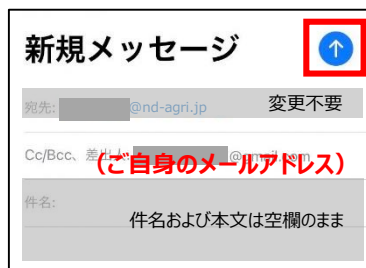 新規メッセージ
宛先: @nd-agri.jp 変更不要
Cc/Bcc、差出人: @gmail.com
(ご自身のメールアドレス)
件名:
件名および本文は空欄のまま